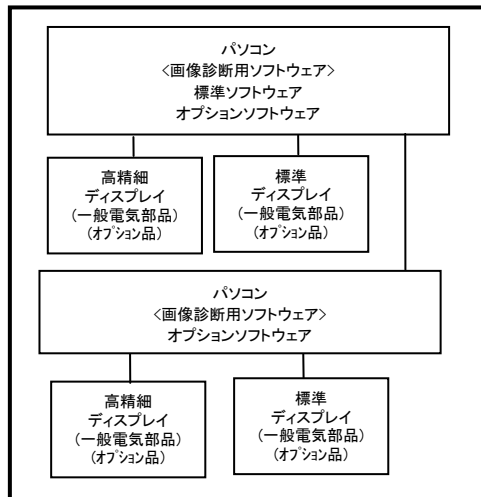 パソコン
<画像診断用ソフトウェア>
標準ソフトウェア
オプションソフトウェア
高精細
ディスプレイ
(一般電気部品)
(ｵﾌﾟｼｮﾝ品)
標準
ディスプレイ
(一般電気部品)
(ｵﾌﾟｼｮﾝ品)
パソコン
<画像診断用ソフトウェア>
オプションソフトウェア
高精細
ディスプレイ
(一般電気部品)
(ｵﾌﾟｼｮﾝ品)
標準
ディスプレイ
(一般電気部品)
(ｵﾌﾟｼｮﾝ品)